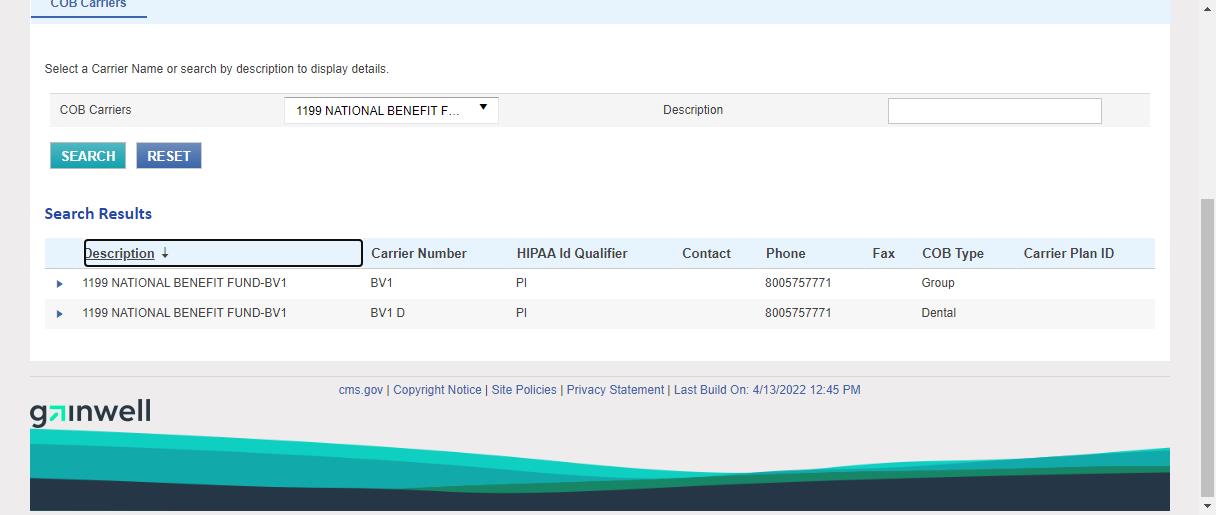 COB Carriers
Select a Carrier Name or search by description to display details.
COB Carriers 1199 NATIONAL BENEFIT F... Description
SEARCH RESET
Search Results
Description ↓ Carrier Number HIPAA Id Qualifier Contact Phone Fax COB Type Carrier Plan ID
1199 NATIONAL BENEFIT FUND-BV1 BV1 PI 8005757771 Group
1199 NATIONAL BENEFIT FUND-BV1 BV1 D PI 8005757771 Dental
cms.gov | Copyright Notice | Site Policies | Privacy Statement | Last Build On: 4/13/2022 12:45 PM
gainwell